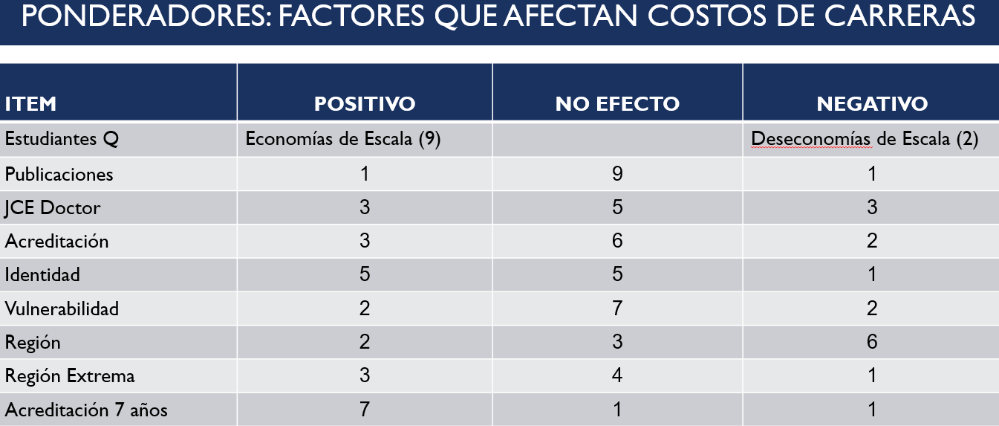 PONDERADORES: FACTORES QUE AFECTAN COSTOS DE CARRERAS
ITEM POSITIVO NO EFECTO NEGATIVO
Estudiantes Q Economías de Escala (9) Deseconomías de Escala (2)
Publicaciones 1 9 1
JCE Doctor 3 5 3
Acreditación 3 6 2
Identidad 5 5 1
Vulnerabilidad 2 7 2
Región 2 3 6
Región Extrema 3 4 1
Acreditación 7 años 7 1 1